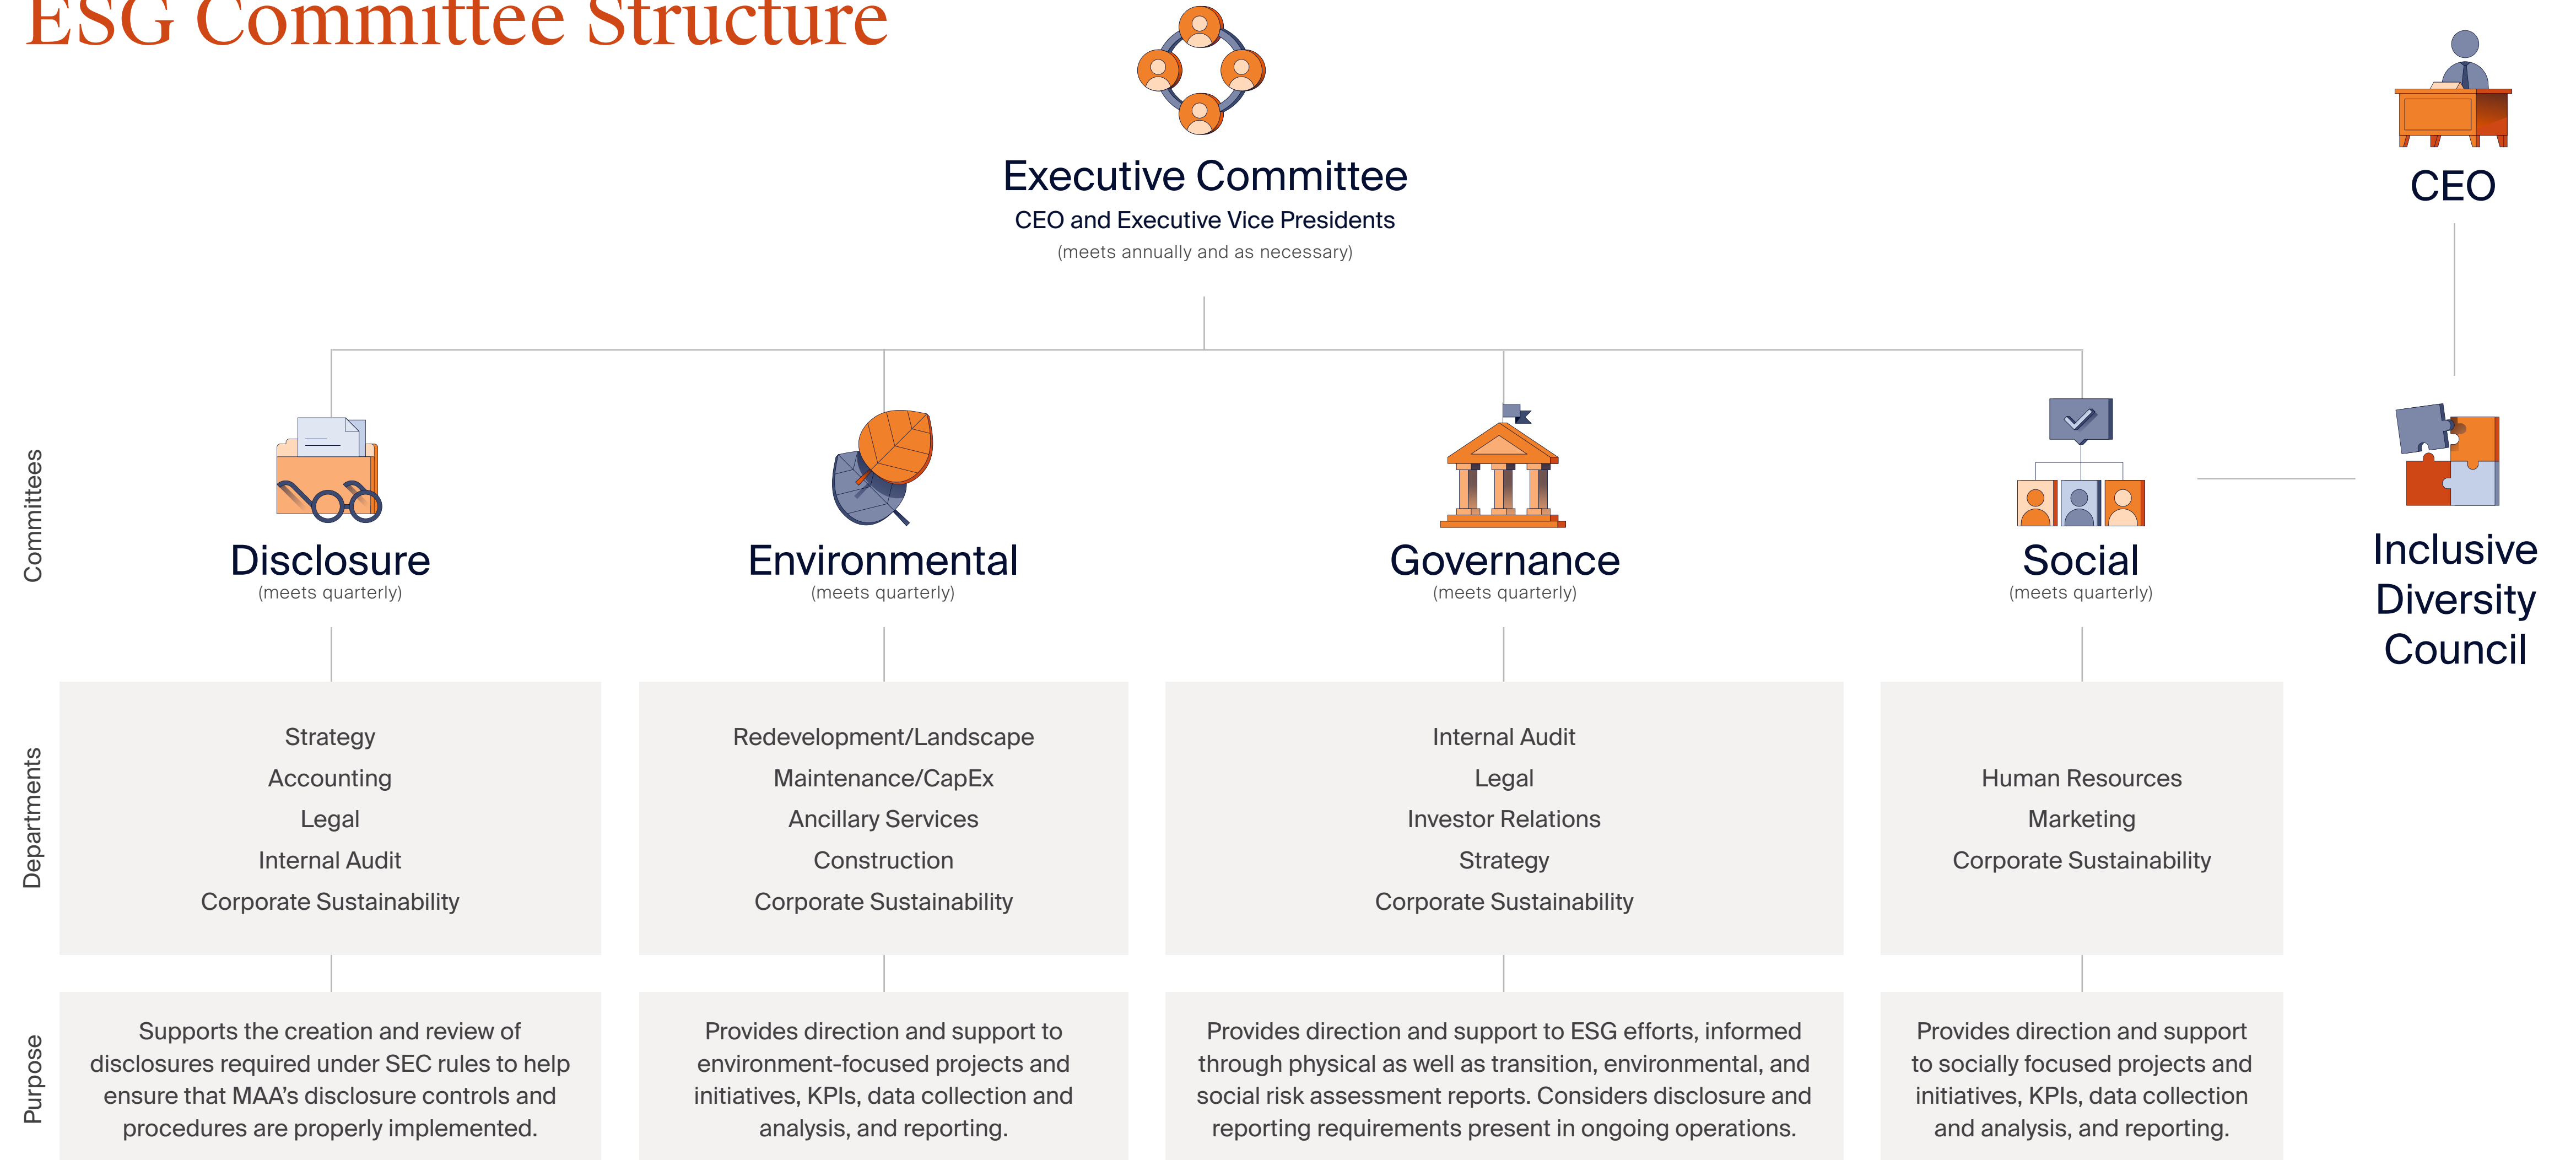 ESG Committee Structure
Executive Committee
CEO and Executive Vice Presidents
(meets annually and as necessary)
CEO
Committees
Disclosure
(meets quarterly)
Environmental
(meets quarterly)
Governance
(meets quarterly)
Social
(meets quarterly)
Inclusive
Diversity
Council
Departments
Strategy
Accounting
Legal
Internal Audit
Corporate Sustainability
Redevelopment/Landscape
Maintenance/CapEx
Ancillary Services
Construction
Corporate Sustainability
Internal Audit
Legal
Investor Relations
Strategy
Corporate Sustainability
Human Resources
Marketing
Corporate Sustainability
Purpose
Supports the creation and review of
disclosures required under SEC rules to help
ensure that MAA’s disclosure controls and
procedures are properly implemented.
Provides direction and support to
environment-focused projects and
initiatives, KPIs, data collection and
analysis, and reporting.
Provides direction and support to ESG efforts, informed
through physical as well as transition, environmental, and
social risk assessment reports. Considers disclosure and
reporting requirements present in ongoing operations.
Provides direction and support
to socially focused projects and
initiatives, KPIs, data collection
and analysis, and reporting.